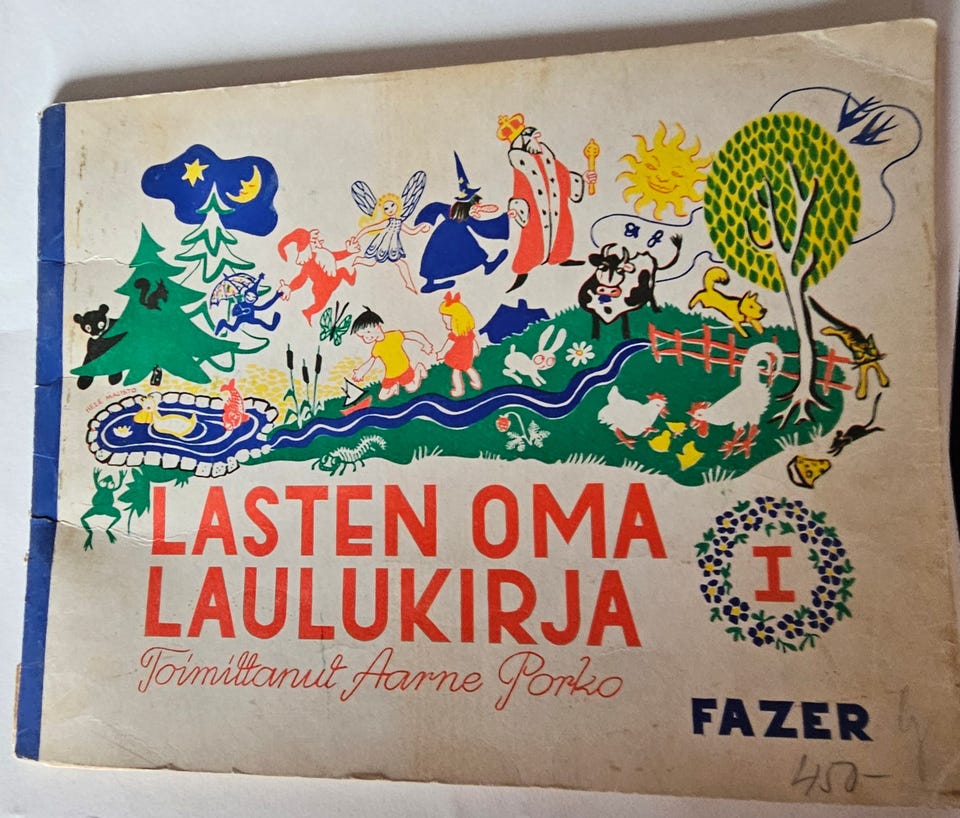 LASTEN OMA
LAULUKIRJA
Toimittanut Aarne Porko
I
FAZER
450-